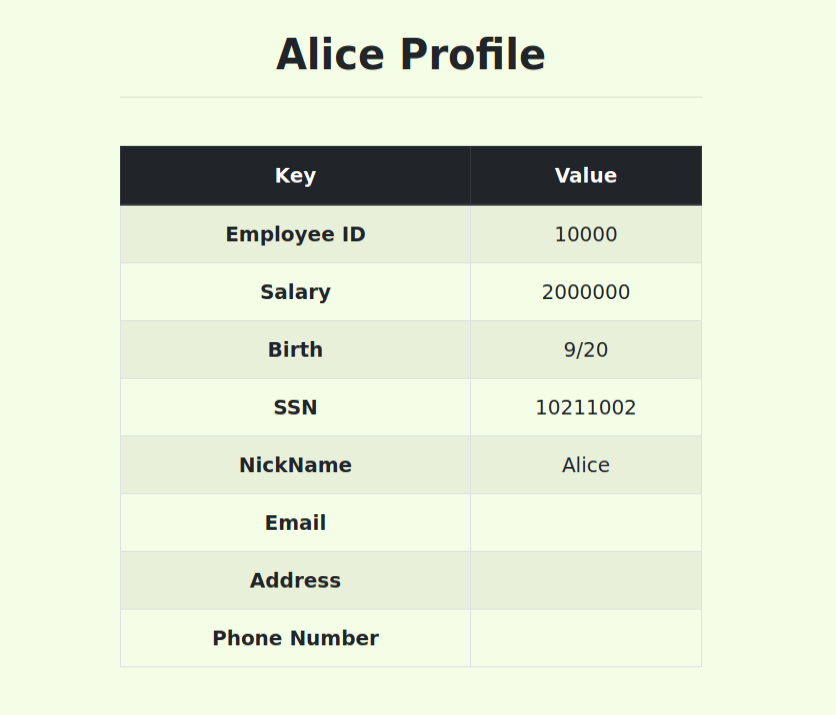 Alice Profile
Key Value
Employee ID 10000
Salary 2000000
Birth 9/20
SSN 10211002
NickName Alice
Email
Address
Phone Number